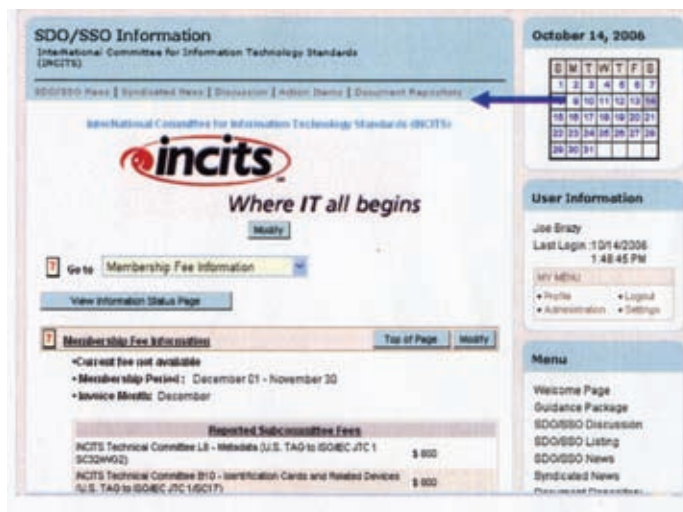 SDO/SSO Information
InterNational Committee for Information Technology Standards
(INCITS)
SDO/SSO News | Syndicated News | Discussion | Action Items | Document Repository
InterNational Committee for Information Technology Standards (INCITS)
incits
Where IT all begins
Modify
? Go to Membership Fee Information
View Information Status Page
? Membership Fee Information Top of Page Modify
•Current fee not available
•Membership Period: December 01 - November 30
•Invoice Month: December
Reported Subcommittee Fees
INCITS Technical Committee L8 - Metadata (U.S. TAG to ISO/IEC JTC 1
SC32/WG2) $ 800
INCITS Technical Committee B10 - Identification Cards and Related Devices
(U.S. TAG to ISO/IEC JTC 1/SC17) $ 800
October 14, 2006
S M T W T F S
1 2 3 4 5 6 7
9 10 11 12 13 14
15 16 17 18 19 20 21
22 23 24 25 26 27 28
29 30 31
User Information
Joe Brazy
Last Login :10/14/2006
1:48:45 PM
MY MENU
•Profile •Logout
•Administration •Settings
Menu
Welcome Page
Guidance Package
SDO/SSO Discussion
SDO/SSO Listing
SDO/SSO News
Syndicated News
Document Repository